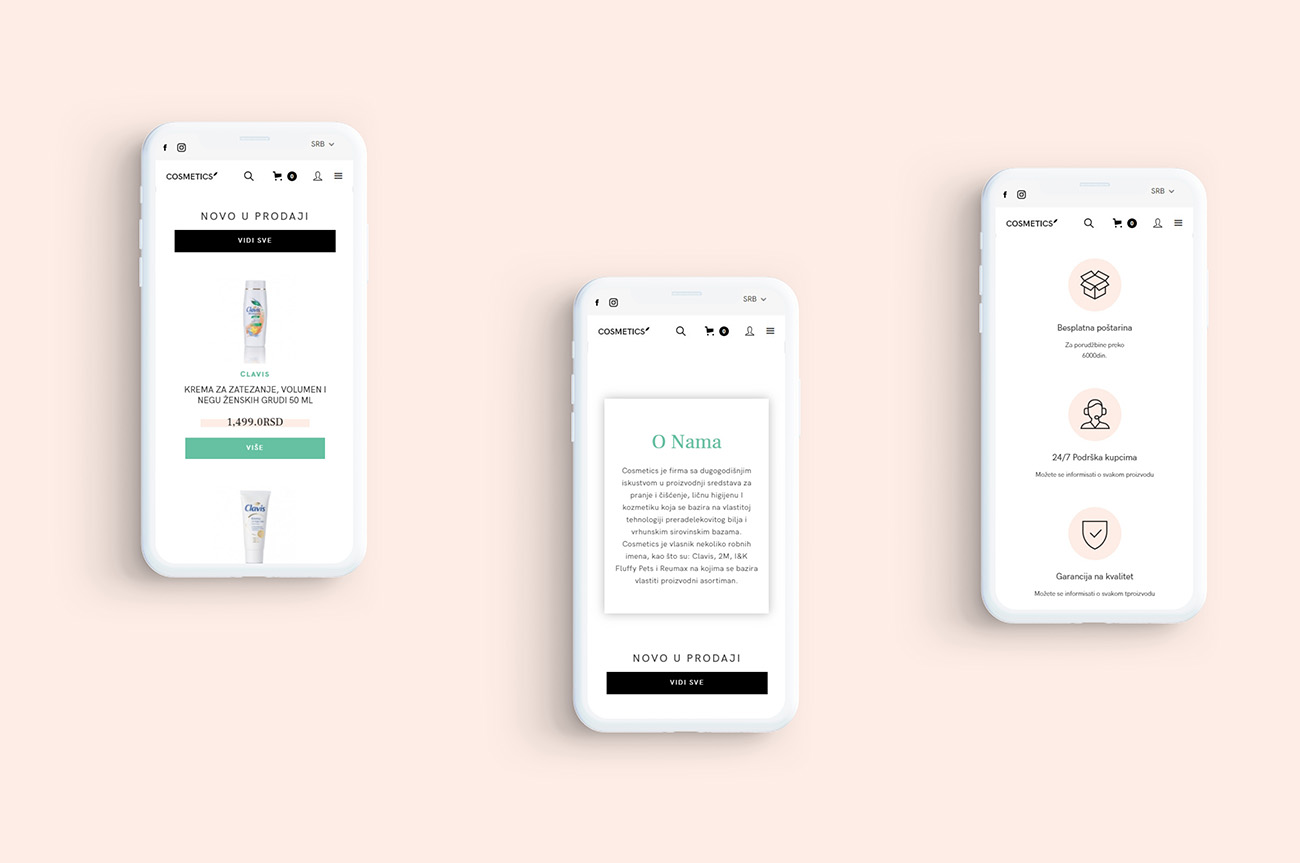 SRB
COSMETICS
0
NOVO U PRODAJI
VIDI SVE
Clavis
CLAVIS
KREMA ZA ZATEZANJE, VOLUMEN I
NEGU ŽENSKIH GRUDI 50 ML
1,499.0RSD
VIŠE
Clavis
SRB
COSMETICS
0
O Nama
Cosmetics je firma sa dugogodišnjim
iskustvom u proizvodnji sredstava za
pranje i čišćenje, ličnu higijenu I
kozmetiku koja se bazira na vlastitoj
tehnologiji preradelekovitog bilja i
vrhunskim sirovinskim bazama.
Cosmetics je vlasnik nekoliko robnih
imena, kao što su: Clavis, 2M, I&K
Fluffy Pets i Reumax na kojima se bazira
vlastiti proizvodni asortiman.
NOVO U PRODAJI
VIDI SVE
SRB
COSMETICS
0
Besplatna poštarina
Za porudžbine preko
6000din.
24/7 Podrška kupcima
Možete se informisati o svakom proizvodu
Garancija na kvalitet
Možete se informisati o svakom tproizvodu